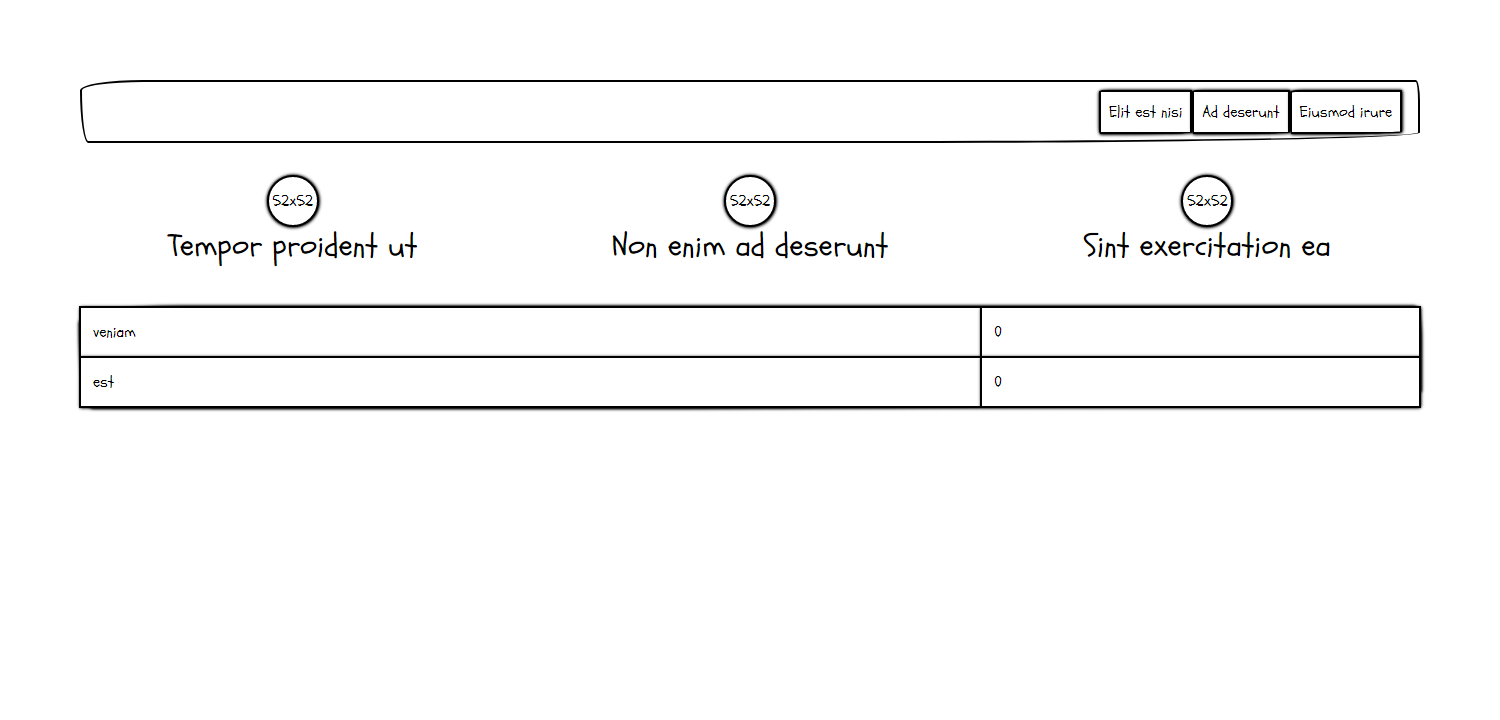 Elit est nisi Ad deserunt Eiusmod irure
52x52 52x52 52x52
Tempor proident ut Non enim ad deserunt Sint exercitation ea
veniam 0
est 0